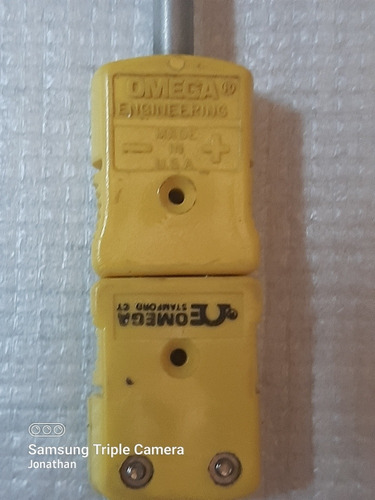 OMEGA®
ENGINEERING
MADE
IN
U.S.A.
- +
OMEGA
STAMFORD CT
Samsung Triple Camera
Jonathan